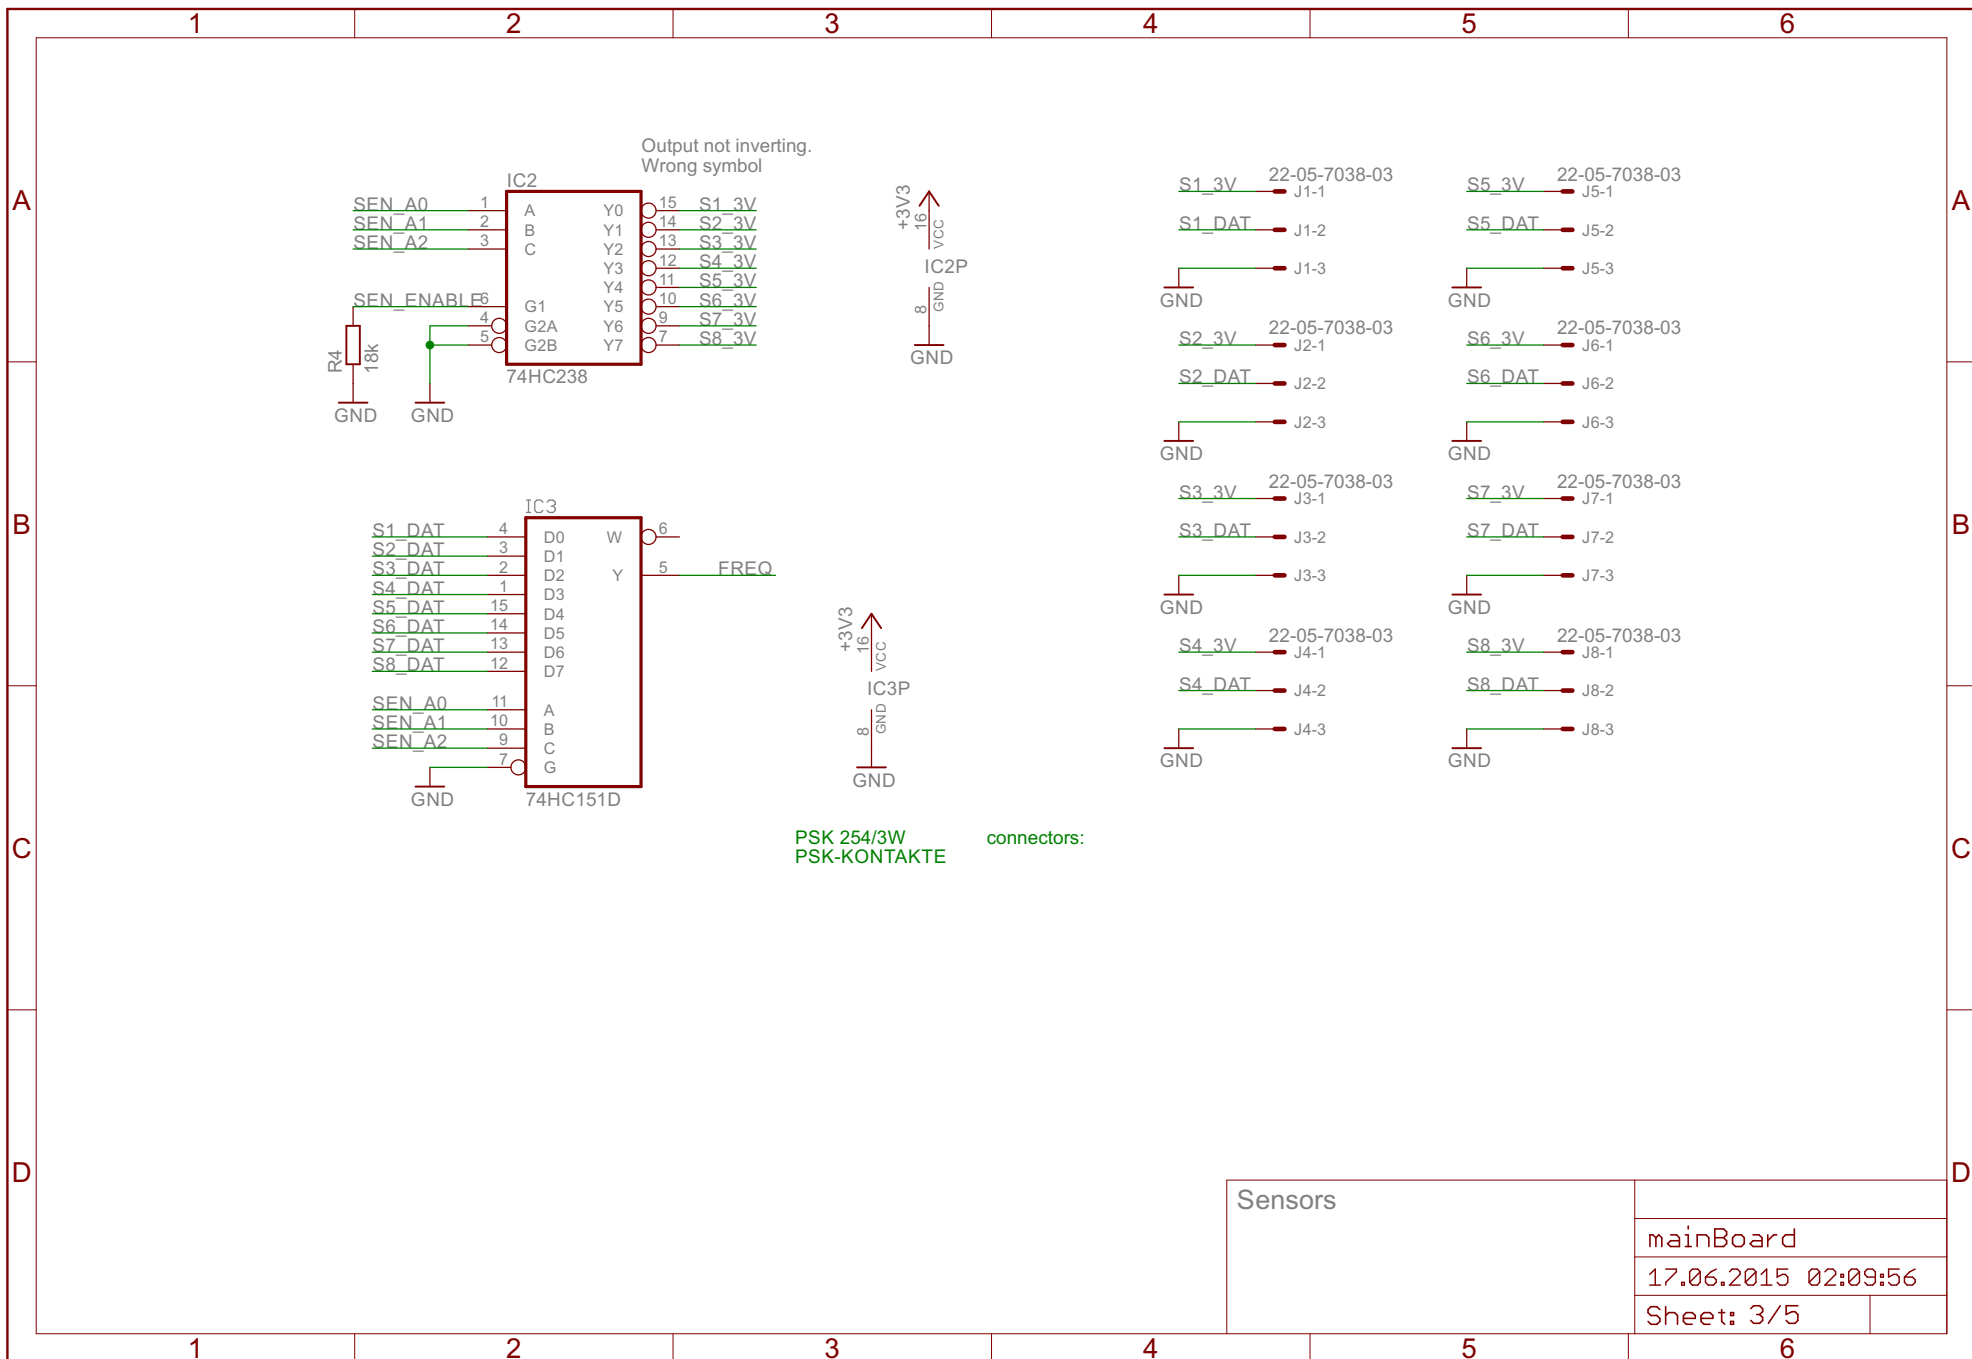 1 2 3 4 5 6
A A
B B
C C
D D
Output not inverting.
Wrong symbol
IC2
SEN_A0 1 A Y0 15 S1_3V
SEN_A1 2 B Y1 14 S2_3V
SEN_A2 3 C Y2 13 S3_3V
Y3 12 S4_3V
Y4 11 S5_3V
SEN_ENABLE 6 G1 Y5 10 S6_3V
4 G2A Y6 9 S7_3V
5 G2B Y7 7 S8_3V
R4
18k
74HC238
GND GND
+3V3
16
VCC
IC2P
GND
8
GND
IC3
S1_DAT 4 D0 W 6
S2_DAT 3 D1
S3_DAT 2 D2 Y 5 FREQ
S4_DAT 1 D3
S5_DAT 15 D4
S6_DAT 14 D5
S7_DAT 13 D6
S8_DAT 12 D7
SEN_A0 11 A
SEN_A1 10 B
SEN_A2 9 C
7 G
GND
74HC151D
+3V3
16
VCC
IC3P
GND
8
GND
PSK 254/3W connectors:
PSK-KONTAKTE
22-05-7038-03
S1_3V J1-1
S1_DAT J1-2
J1-3
GND
22-05-7038-03
S2_3V J2-1
S2_DAT J2-2
J2-3
GND
22-05-7038-03
S3_3V J3-1
S3_DAT J3-2
J3-3
GND
22-05-7038-03
S4_3V J4-1
S4_DAT J4-2
J4-3
GND
22-05-7038-03
S5_3V J5-1
S5_DAT J5-2
J5-3
GND
22-05-7038-03
S6_3V J6-1
S6_DAT J6-2
J6-3
GND
22-05-7038-03
S7_3V J7-1
S7_DAT J7-2
J7-3
GND
22-05-7038-03
S8_3V J8-1
S8_DAT J8-2
J8-3
GND
Sensors
mainBoard
17.06.2015 02:09:56
Sheet: 3/5
1 2 3 4 5 6